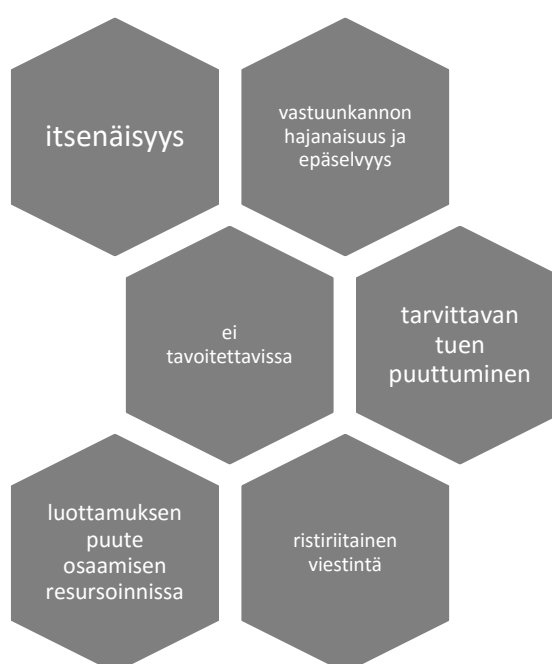 itsenäisyys
vastuunkannon
hajanaisuus ja
epäselvyys
ei
tavoitettavissa
tarvittavan
tuen
puuttuminen
luottamuksen
puute
osaamisen
resursoinnissa
ristiriitainen
viestintä